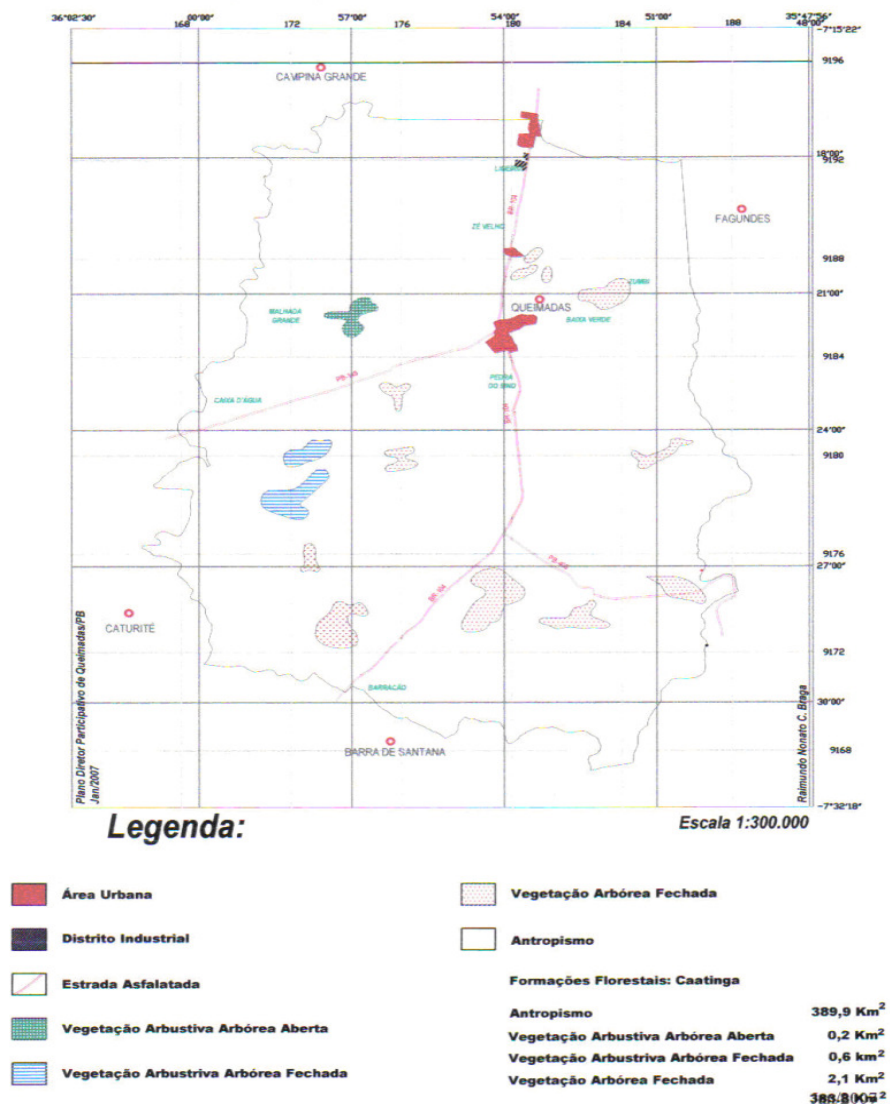 36°02'30" 00'00" 57'00" 54'00" 51'00" 35°47'56"
168 172 176 180 184 188 48'00"
-7°15'22"
9196
CAMPINA GRANDE
18'00"
9192
BR-104
FAGUNDES
ZÉ VELHO
9188
ZUMBI
21'00"
QUEIMADAS
MALHADA
GRANDE
BAIXA VERDE
9184
PEDRA
DO SINO
CAIXA D'ÁGUA
24'00"
9180
9176
27'00"
BR-104
CATURITÉ
9172
BARRACÃO
30'00"
BARRA DE SANTANA
9168
-7°32'18"
Plano Diretor Participativo de Queimadas/PB
Jan/2007
Raimundo Nonato C. Braga
Legenda:
Escala 1:300.000
Área Urbana
Distrito Industrial
Estrada Asfalatada
Vegetação Arbustiva Arbórea Aberta
Vegetação Arbustriva Arbórea Fechada
Vegetação Arbórea Fechada
Antropismo
Formações Florestais: Caatinga
Antropismo 389,9 Km²
Vegetação Arbustiva Arbórea Aberta 0,2 Km²
Vegetação Arbustriva Arbórea Fechada 0,6 km²
Vegetação Arbórea Fechada 2,1 Km²